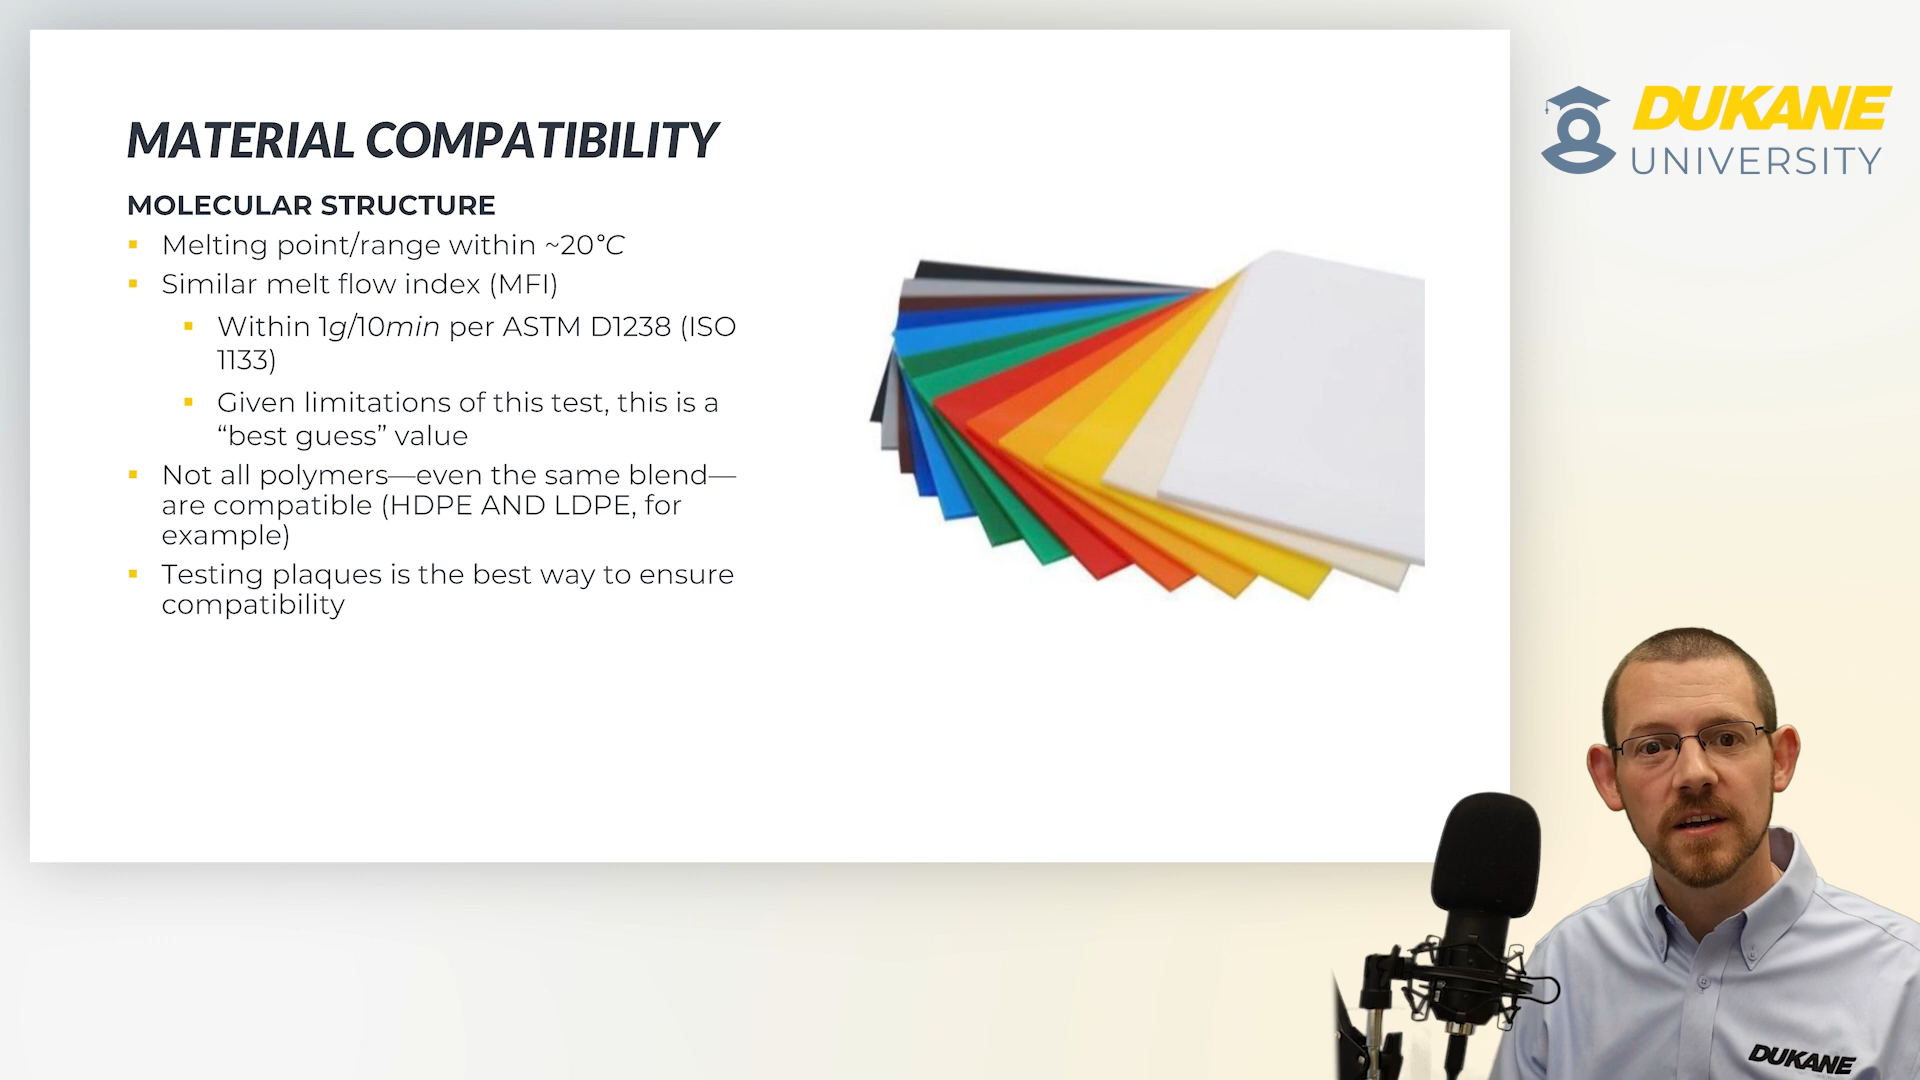 MATERIAL COMPATIBILITY
MOLECULAR STRUCTURE
Melting point/range within ~20°C
Similar melt flow index (MFI)
Within 1g/10min per ASTM D1238 (ISO
1133)
Given limitations of this test, this is a
“best guess” value
Not all polymers—even the same blend—
are compatible (HDPE AND LDPE, for
example)
Testing plaques is the best way to ensure
compatibility
DUKANE
UNIVERSITY
DUKANE